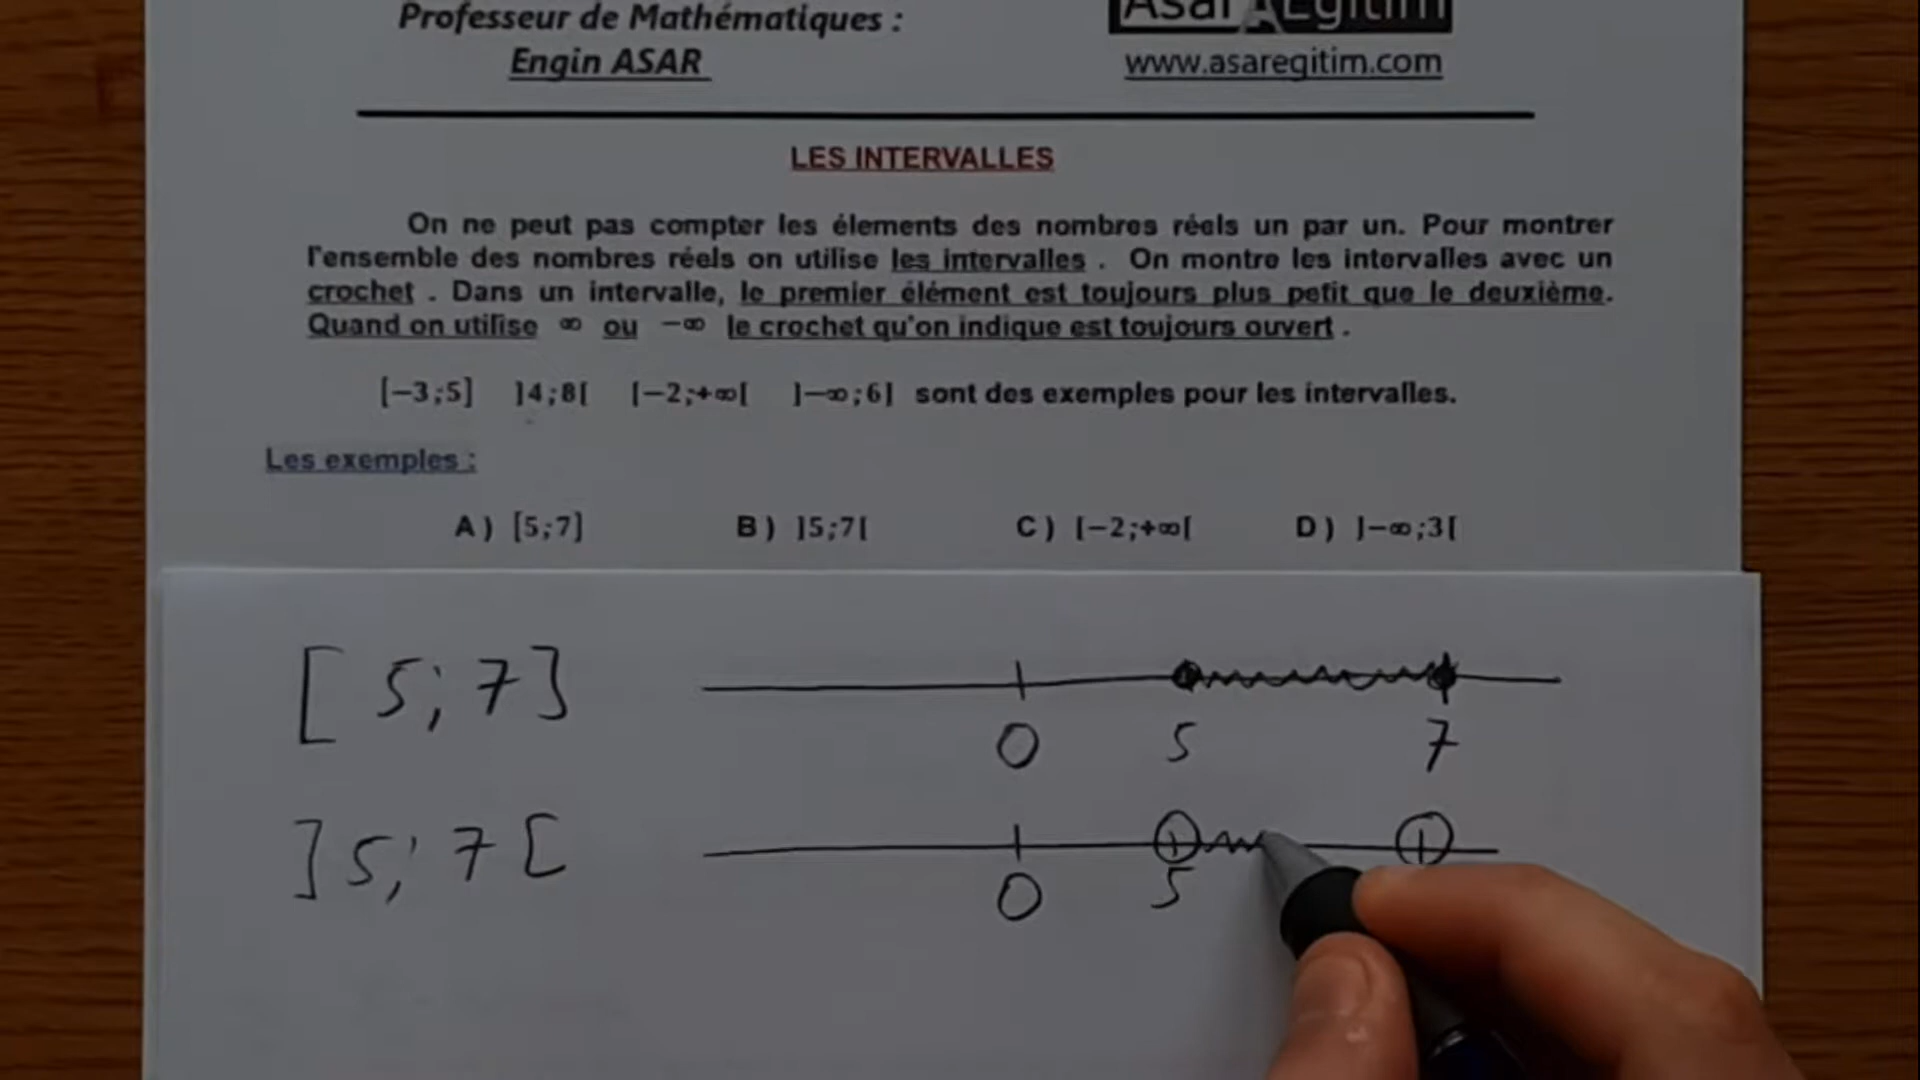 Professeur de Mathématiques :
Engin ASAR
Asar Egitim
www.asaregitim.com
LES INTERVALLES
On ne peut pas compter les élements des nombres réels un par un. Pour montrer
l'ensemble des nombres réels on utilise les intervalles . On montre les intervalles avec un
crochet . Dans un intervalle, le premier élément est toujours plus petit que le deuxième.
Quand on utilise ∞ ou −∞ le crochet qu'on indique est toujours ouvert .
[−3;5] ]4;8[ [−2;+∞[ ]−∞;6] sont des exemples pour les intervalles.
Les exemples :
A ) [5;7] B ) ]5;7[ C ) [−2;+∞[ D ) ]−∞;3[
[ 5; 7 ]
0 5 7
] 5; 7 [
0 5